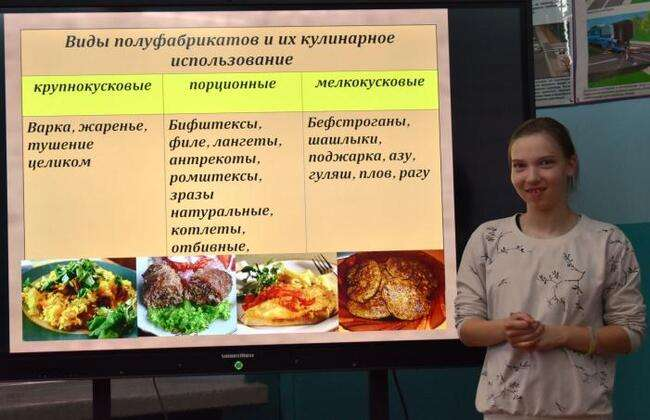 Виды полуфабрикатов и их кулинарное
использование
крупнокусковые порционные мелкокусковые
Варка, жаренье,
тушение
целиком
Бифштексы,
филе, лангеты,
антрекоты,
ромштексы,
зразы
натуральные,
котлеты,
отбивные,
Бефстроганы,
шашлыки,
поджарка, азу,
гуляш, плов, рагу